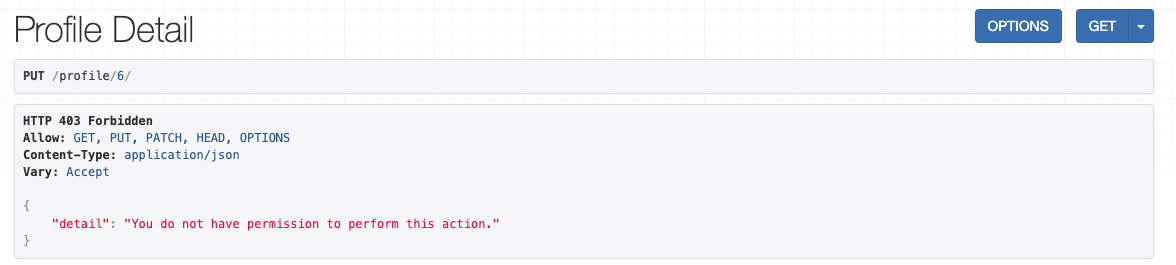 Profile Detail
OPTIONS
GET
PUT /profile/6/
HTTP 403 Forbidden
Allow: GET, PUT, PATCH, HEAD, OPTIONS
Content-Type: application/json
Vary: Accept
{
"detail": "You do not have permission to perform this action."
}